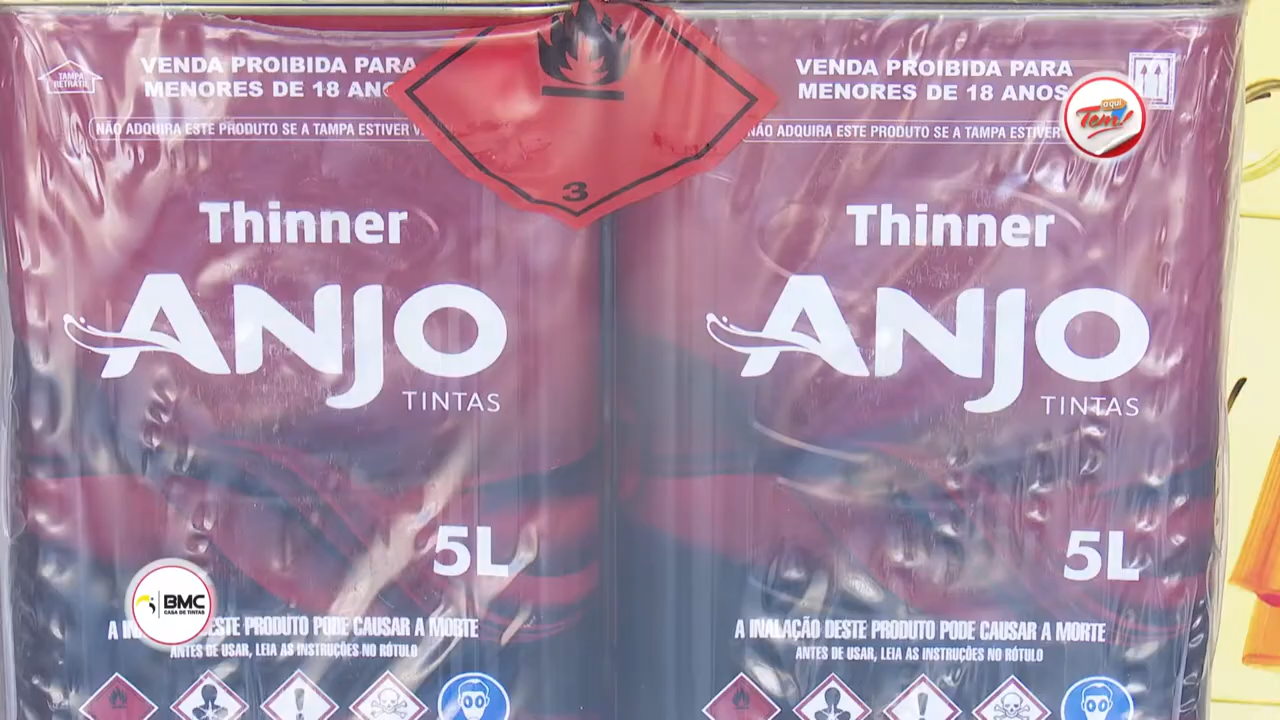 TAMPA
RETRÁTIL
VENDA PROIBIDA PARA
MENORES DE 18
NÃO ADQUIRA ESTE PRODUTO SE A TAMPA ESTIVER
3
Thinner
ANJO
TINTAS
5L
A DESTE PRODUTO PODE CAUSAR A MORTE
ANTES DE USAR, LEIA AS INSTRUÇÕES NO RÓTULO
VENDA PROIBIDA PARA
MENORES DE 18 ANOS
NÃO ADQUIRA ESTE PRODUTO SE A TAMPA ESTIVER
Thinner
ANJO
TINTAS
5L
A INALAÇÃO DESTE PRODUTO PODE CAUSAR A MORTE
ANTES DE USAR, LEIA AS INSTRUÇÕES NO RÓTULO
aqui
Tem!
BMC
CASA DE TINTAS